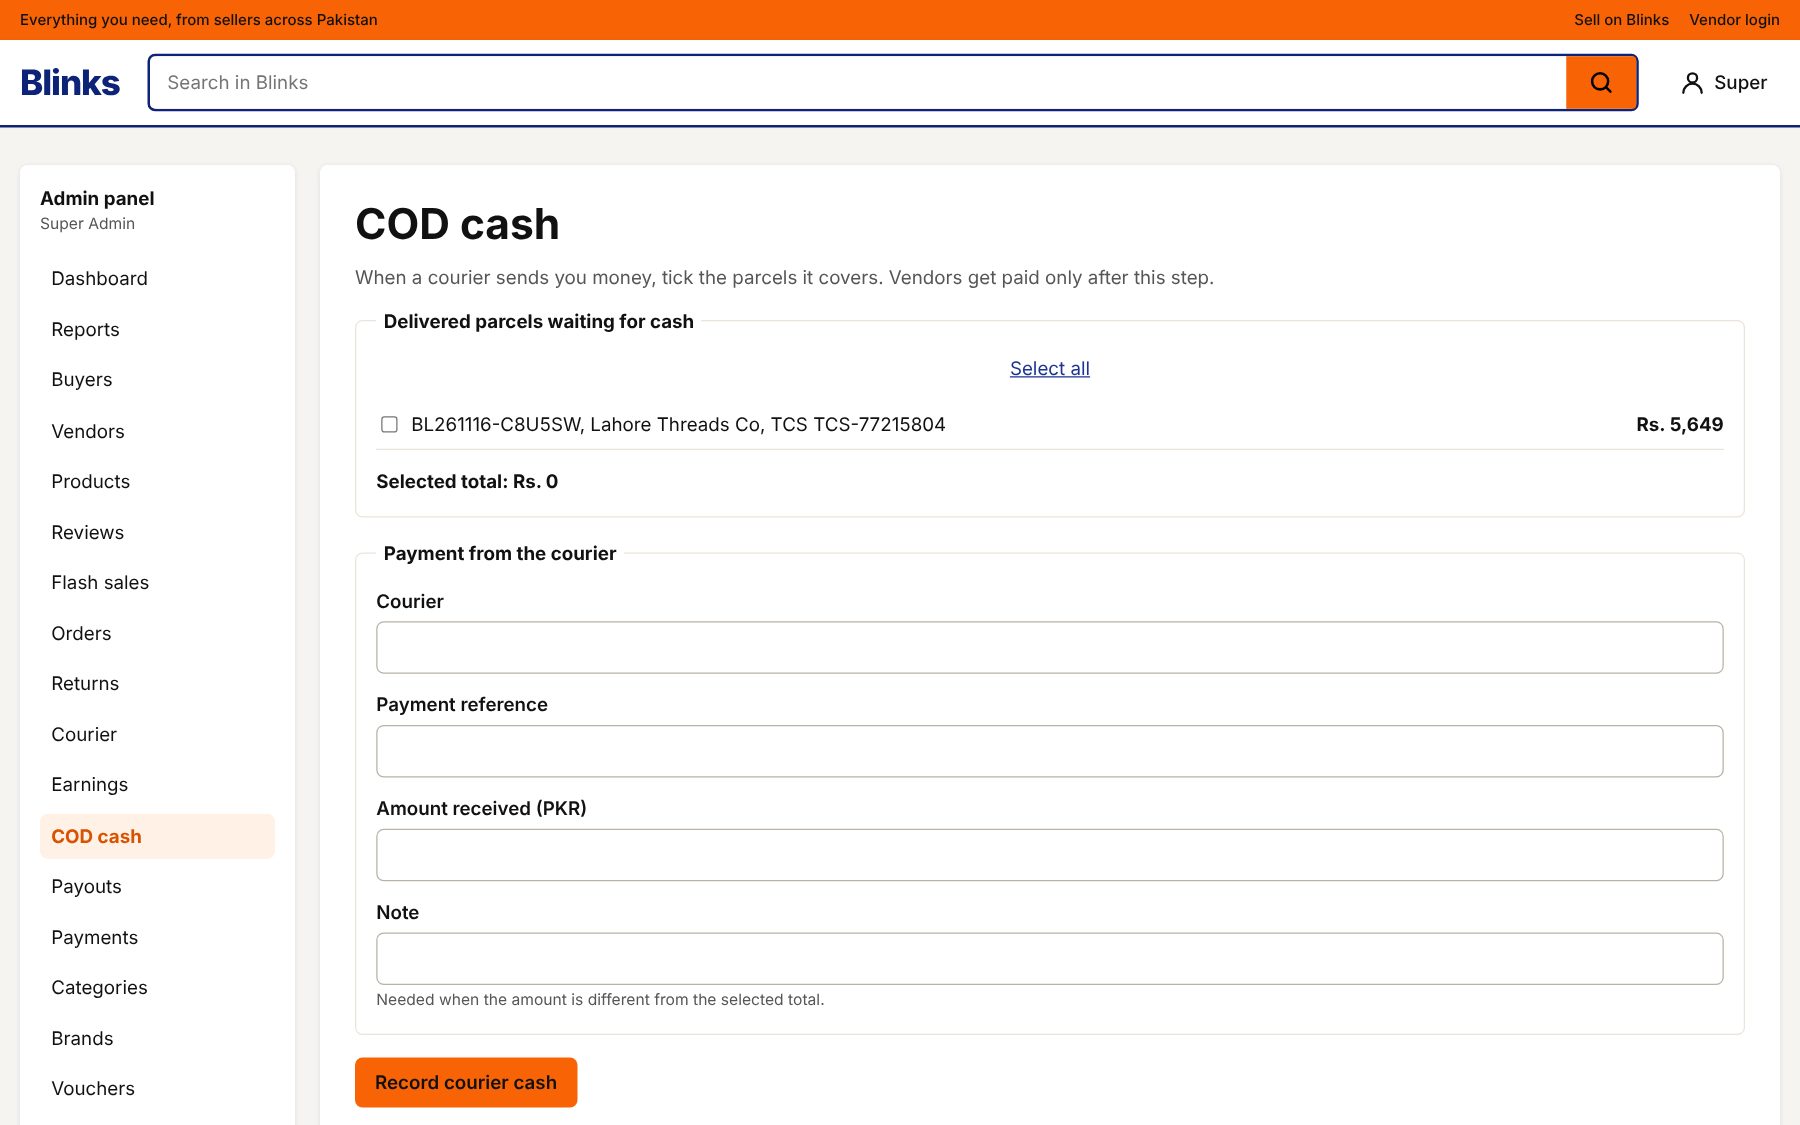 Everything you need, from sellers across Pakistan
Sell on Blinks
Vendor login
Blinks
Search in Blinks
Super
Admin panel
Super Admin
Dashboard
Reports
Buyers
Vendors
Products
Reviews
Flash sales
Orders
Returns
Courier
Earnings
COD cash
Payouts
Payments
Categories
Brands
Vouchers
COD cash
When a courier sends you money, tick the parcels it covers. Vendors get paid only after this step.
Delivered parcels waiting for cash
Select all
BL261116-C8U5SW, Lahore Threads Co, TCS TCS-77215804
Rs. 5,649
Selected total: Rs. 0
Payment from the courier
Courier
Payment reference
Amount received (PKR)
Note
Needed when the amount is different from the selected total.
Record courier cash